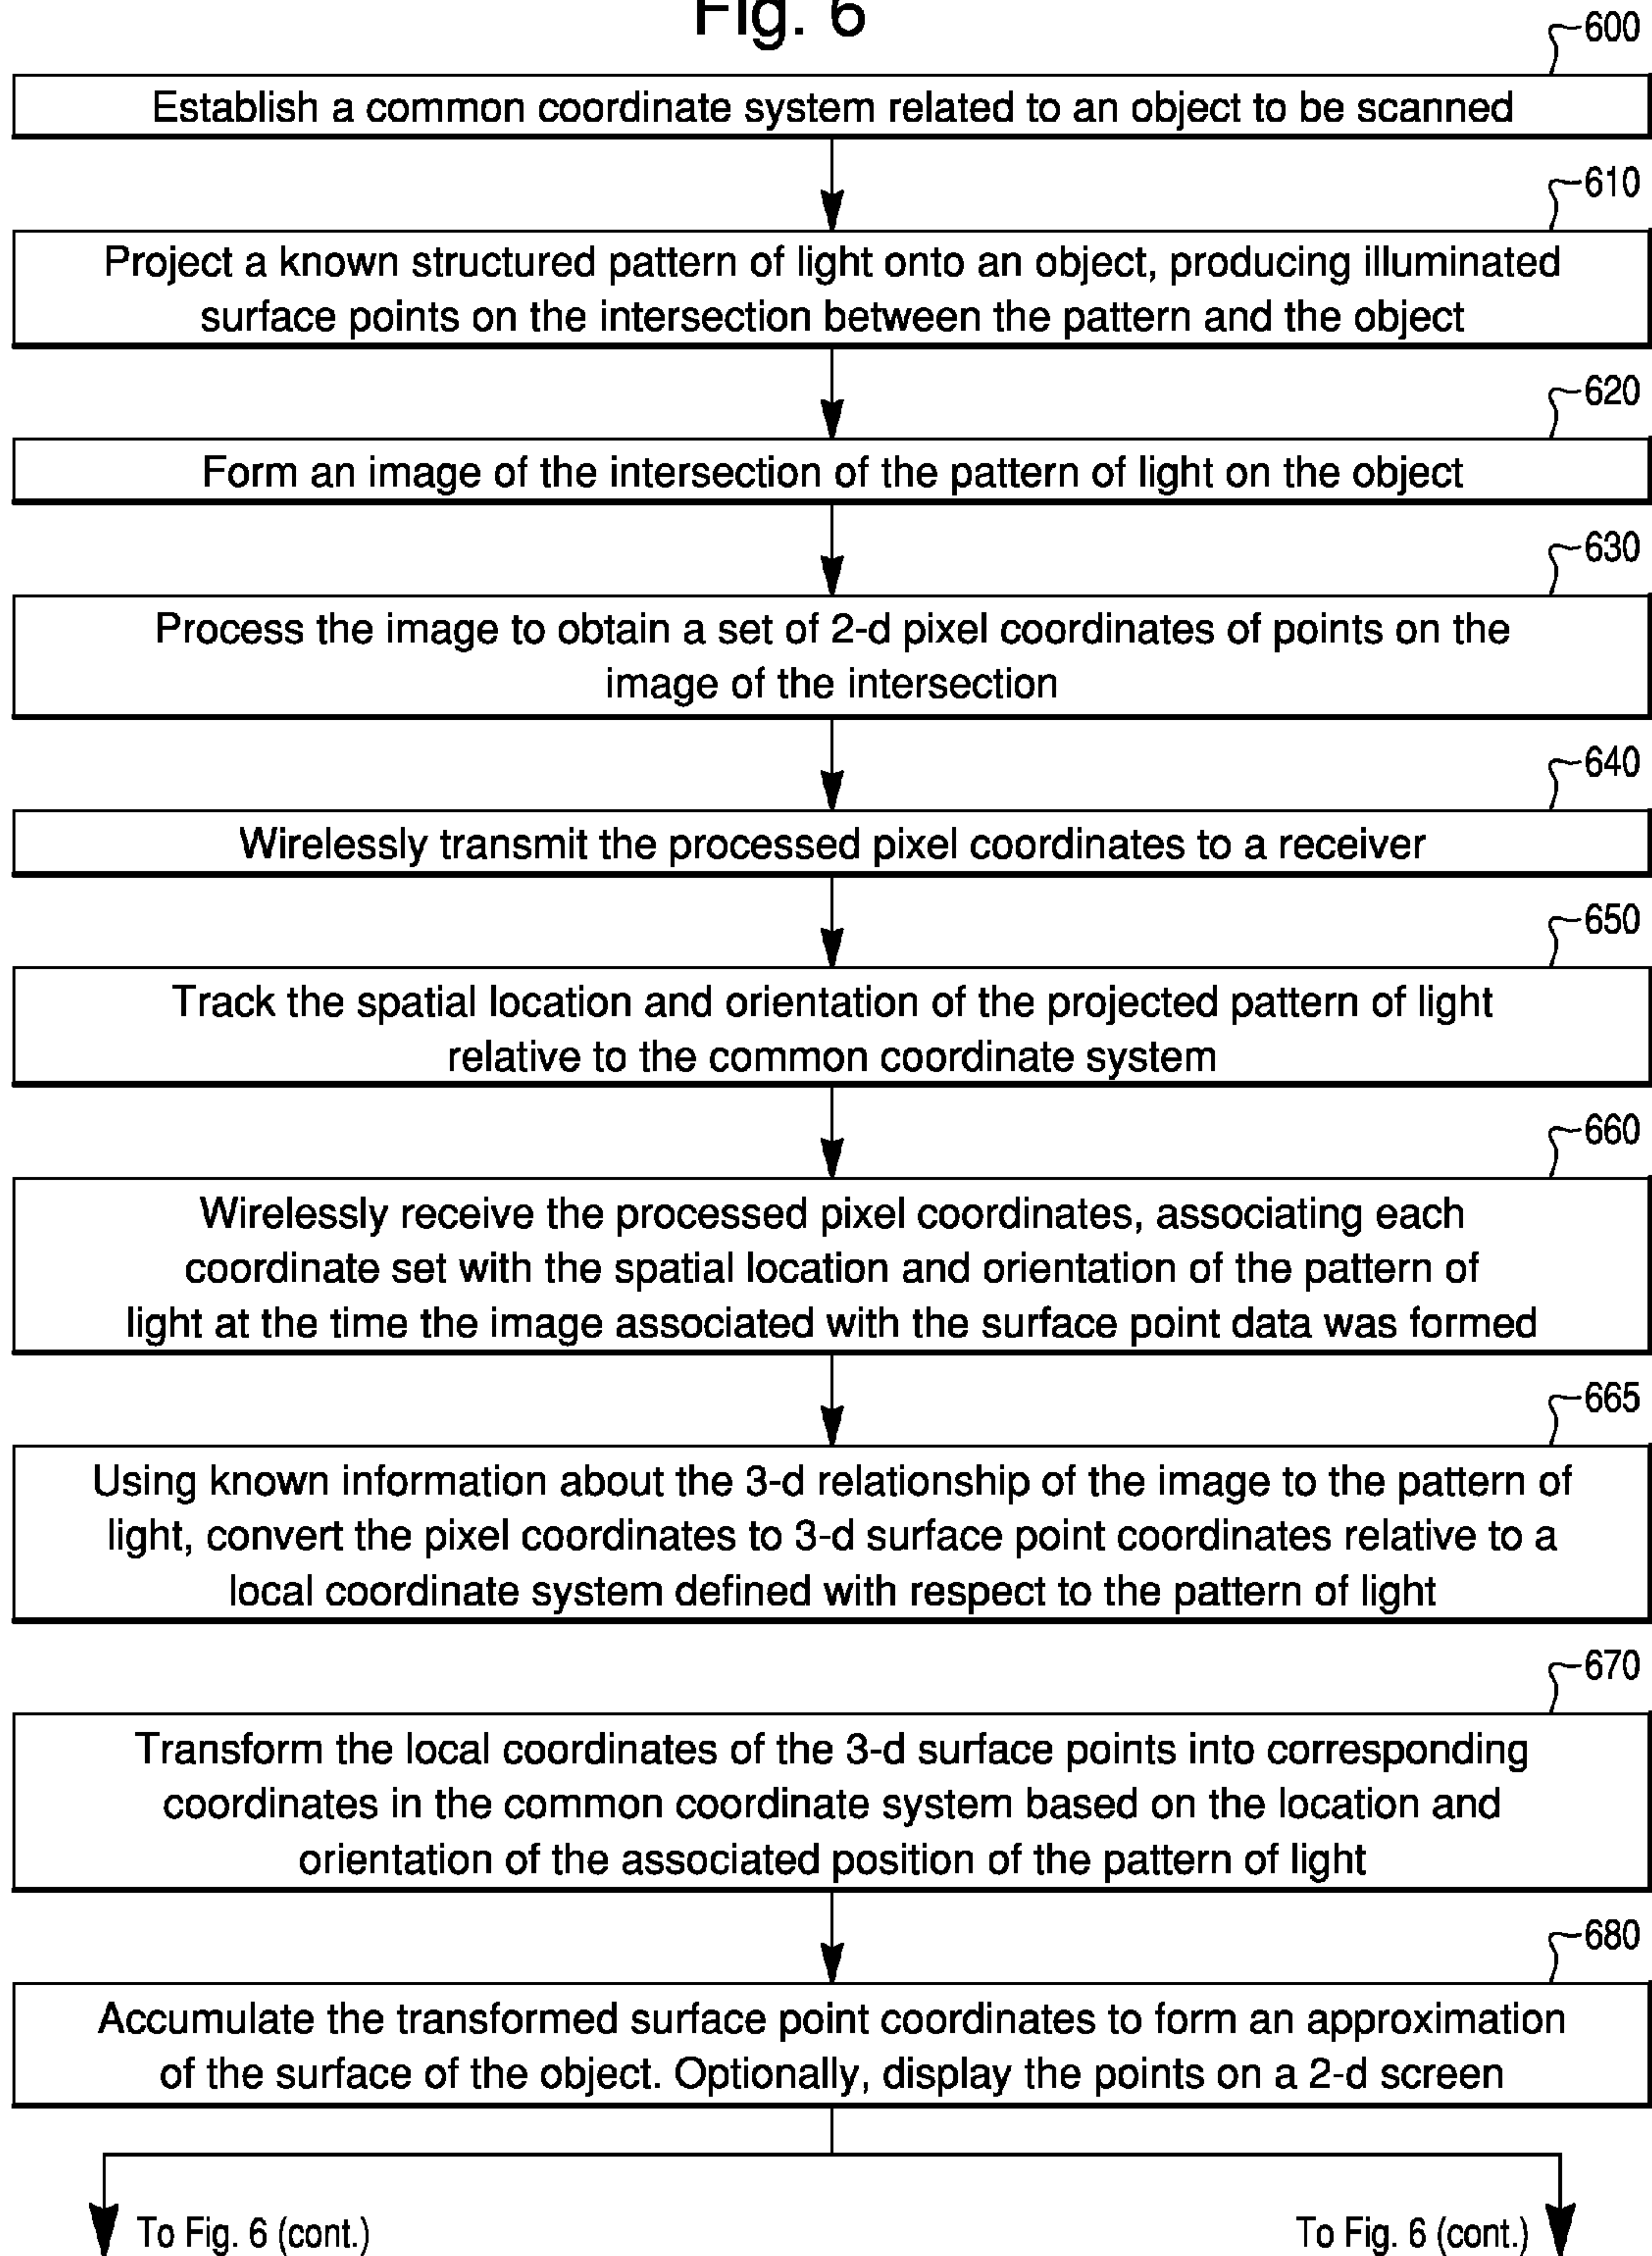 Fig. 6
600
Establish a common coordinate system related to an object to be scanned
610
Project a known structured pattern of light onto an object, producing illuminated
surface points on the intersection between the pattern and the object
620
Form an image of the intersection of the pattern of light on the object
630
Process the image to obtain a set of 2-d pixel coordinates of points on the
image of the intersection
640
Wirelessly transmit the processed pixel coordinates to a receiver
650
Track the spatial location and orientation of the projected pattern of light
relative to the common coordinate system
660
Wirelessly receive the processed pixel coordinates, associating each
coordinate set with the spatial location and orientation of the pattern of
light at the time the image associated with the surface point data was formed
665
Using known information about the 3-d relationship of the image to the pattern of
light, convert the pixel coordinates to 3-d surface point coordinates relative to a
local coordinate system defined with respect to the pattern of light
670
Transform the local coordinates of the 3-d surface points into corresponding
coordinates in the common coordinate system based on the location and
orientation of the associated position of the pattern of light
680
Accumulate the transformed surface point coordinates to form an approximation
of the surface of the object. Optionally, display the points on a 2-d screen
To Fig. 6 (cont.)
To Fig. 6 (cont.)